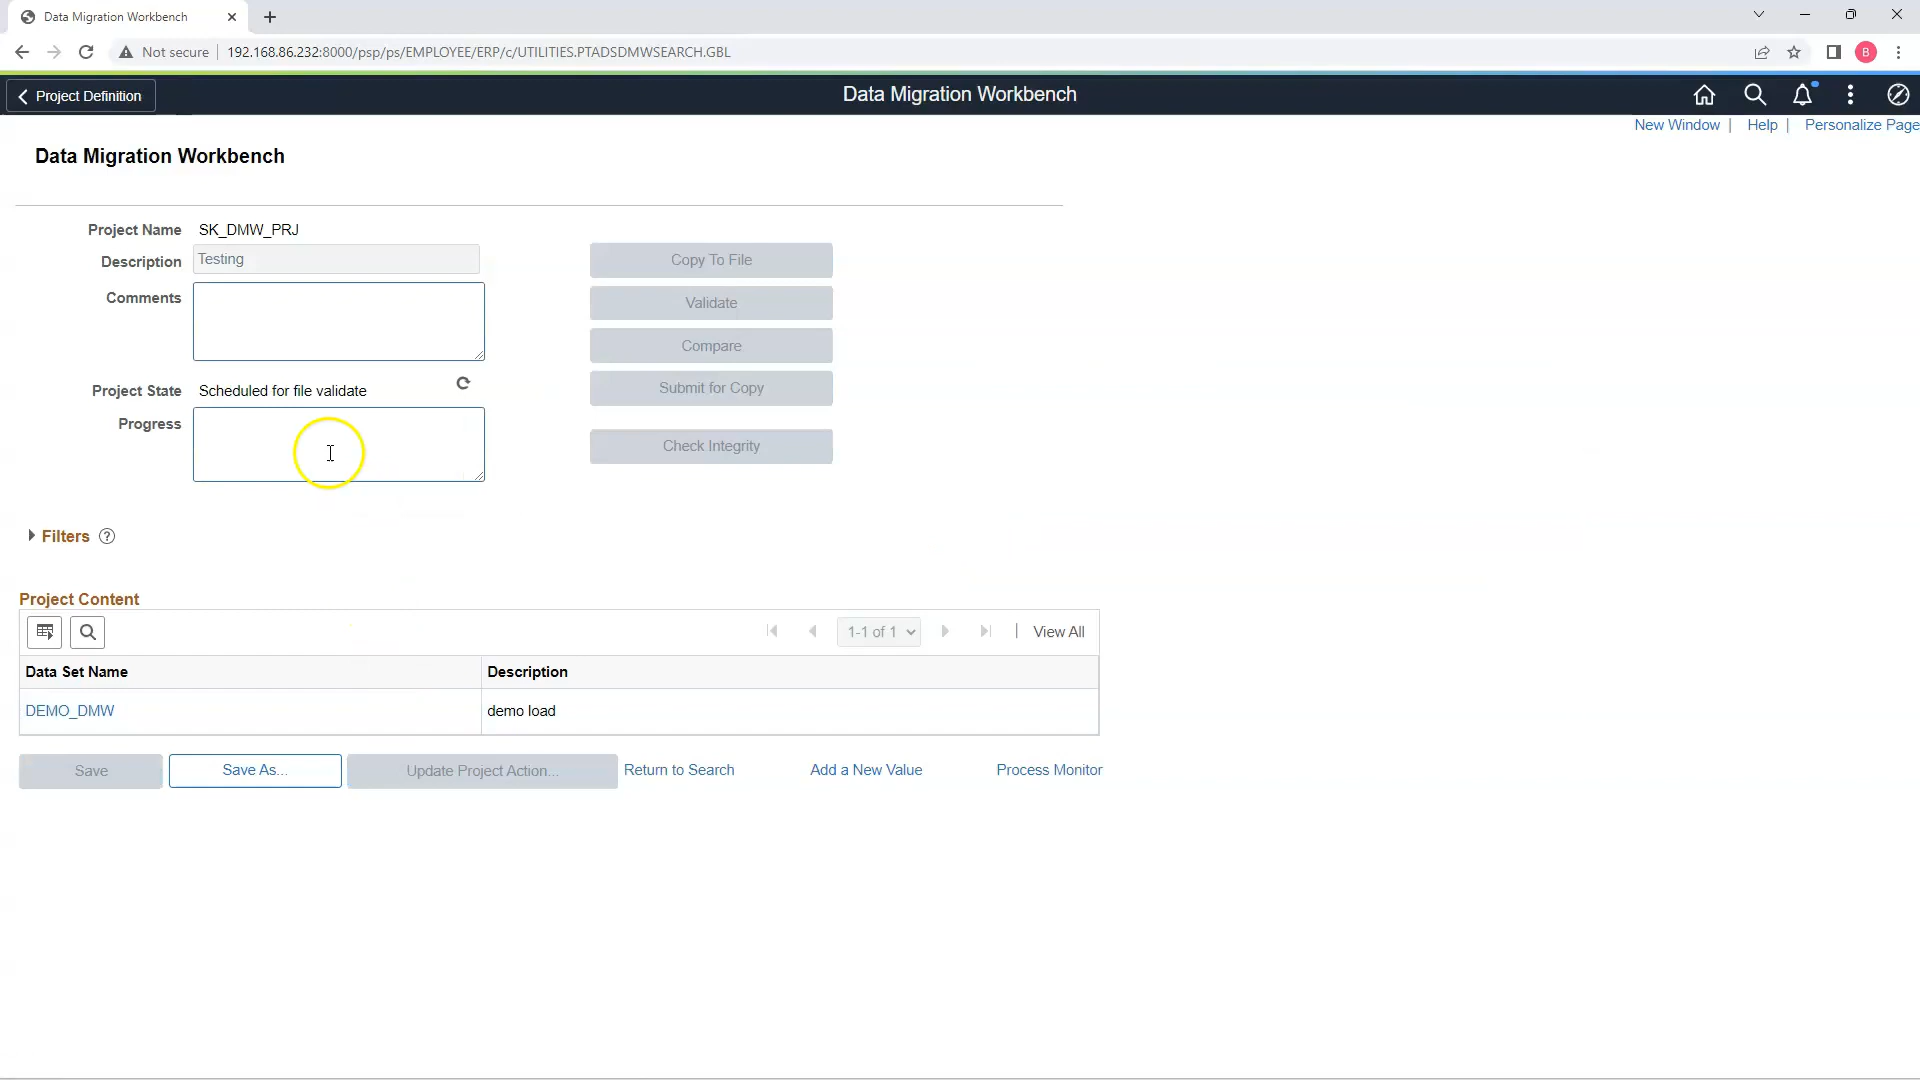 Data Migration Workbench
Not secure
192.168.86.232:8000/psp/ps/EMPLOYEE/ERP/c/UTILITIES.PTADSDMWSEARCH.GBL
B
Project Definition
Data Migration Workbench
New Window | Help | Personalize Page
Data Migration Workbench
Project Name SK_DMW_PRJ
Description Testing
Copy To File
Comments
Validate
Compare
Project State Scheduled for file validate
Submit for Copy
Progress
Check Integrity
Filters ?
Project Content
1-1 of 1 | View All
Data Set Name Description
DEMO_DMW demo load
Save Save As... Update Project Action... Return to Search Add a New Value Process Monitor